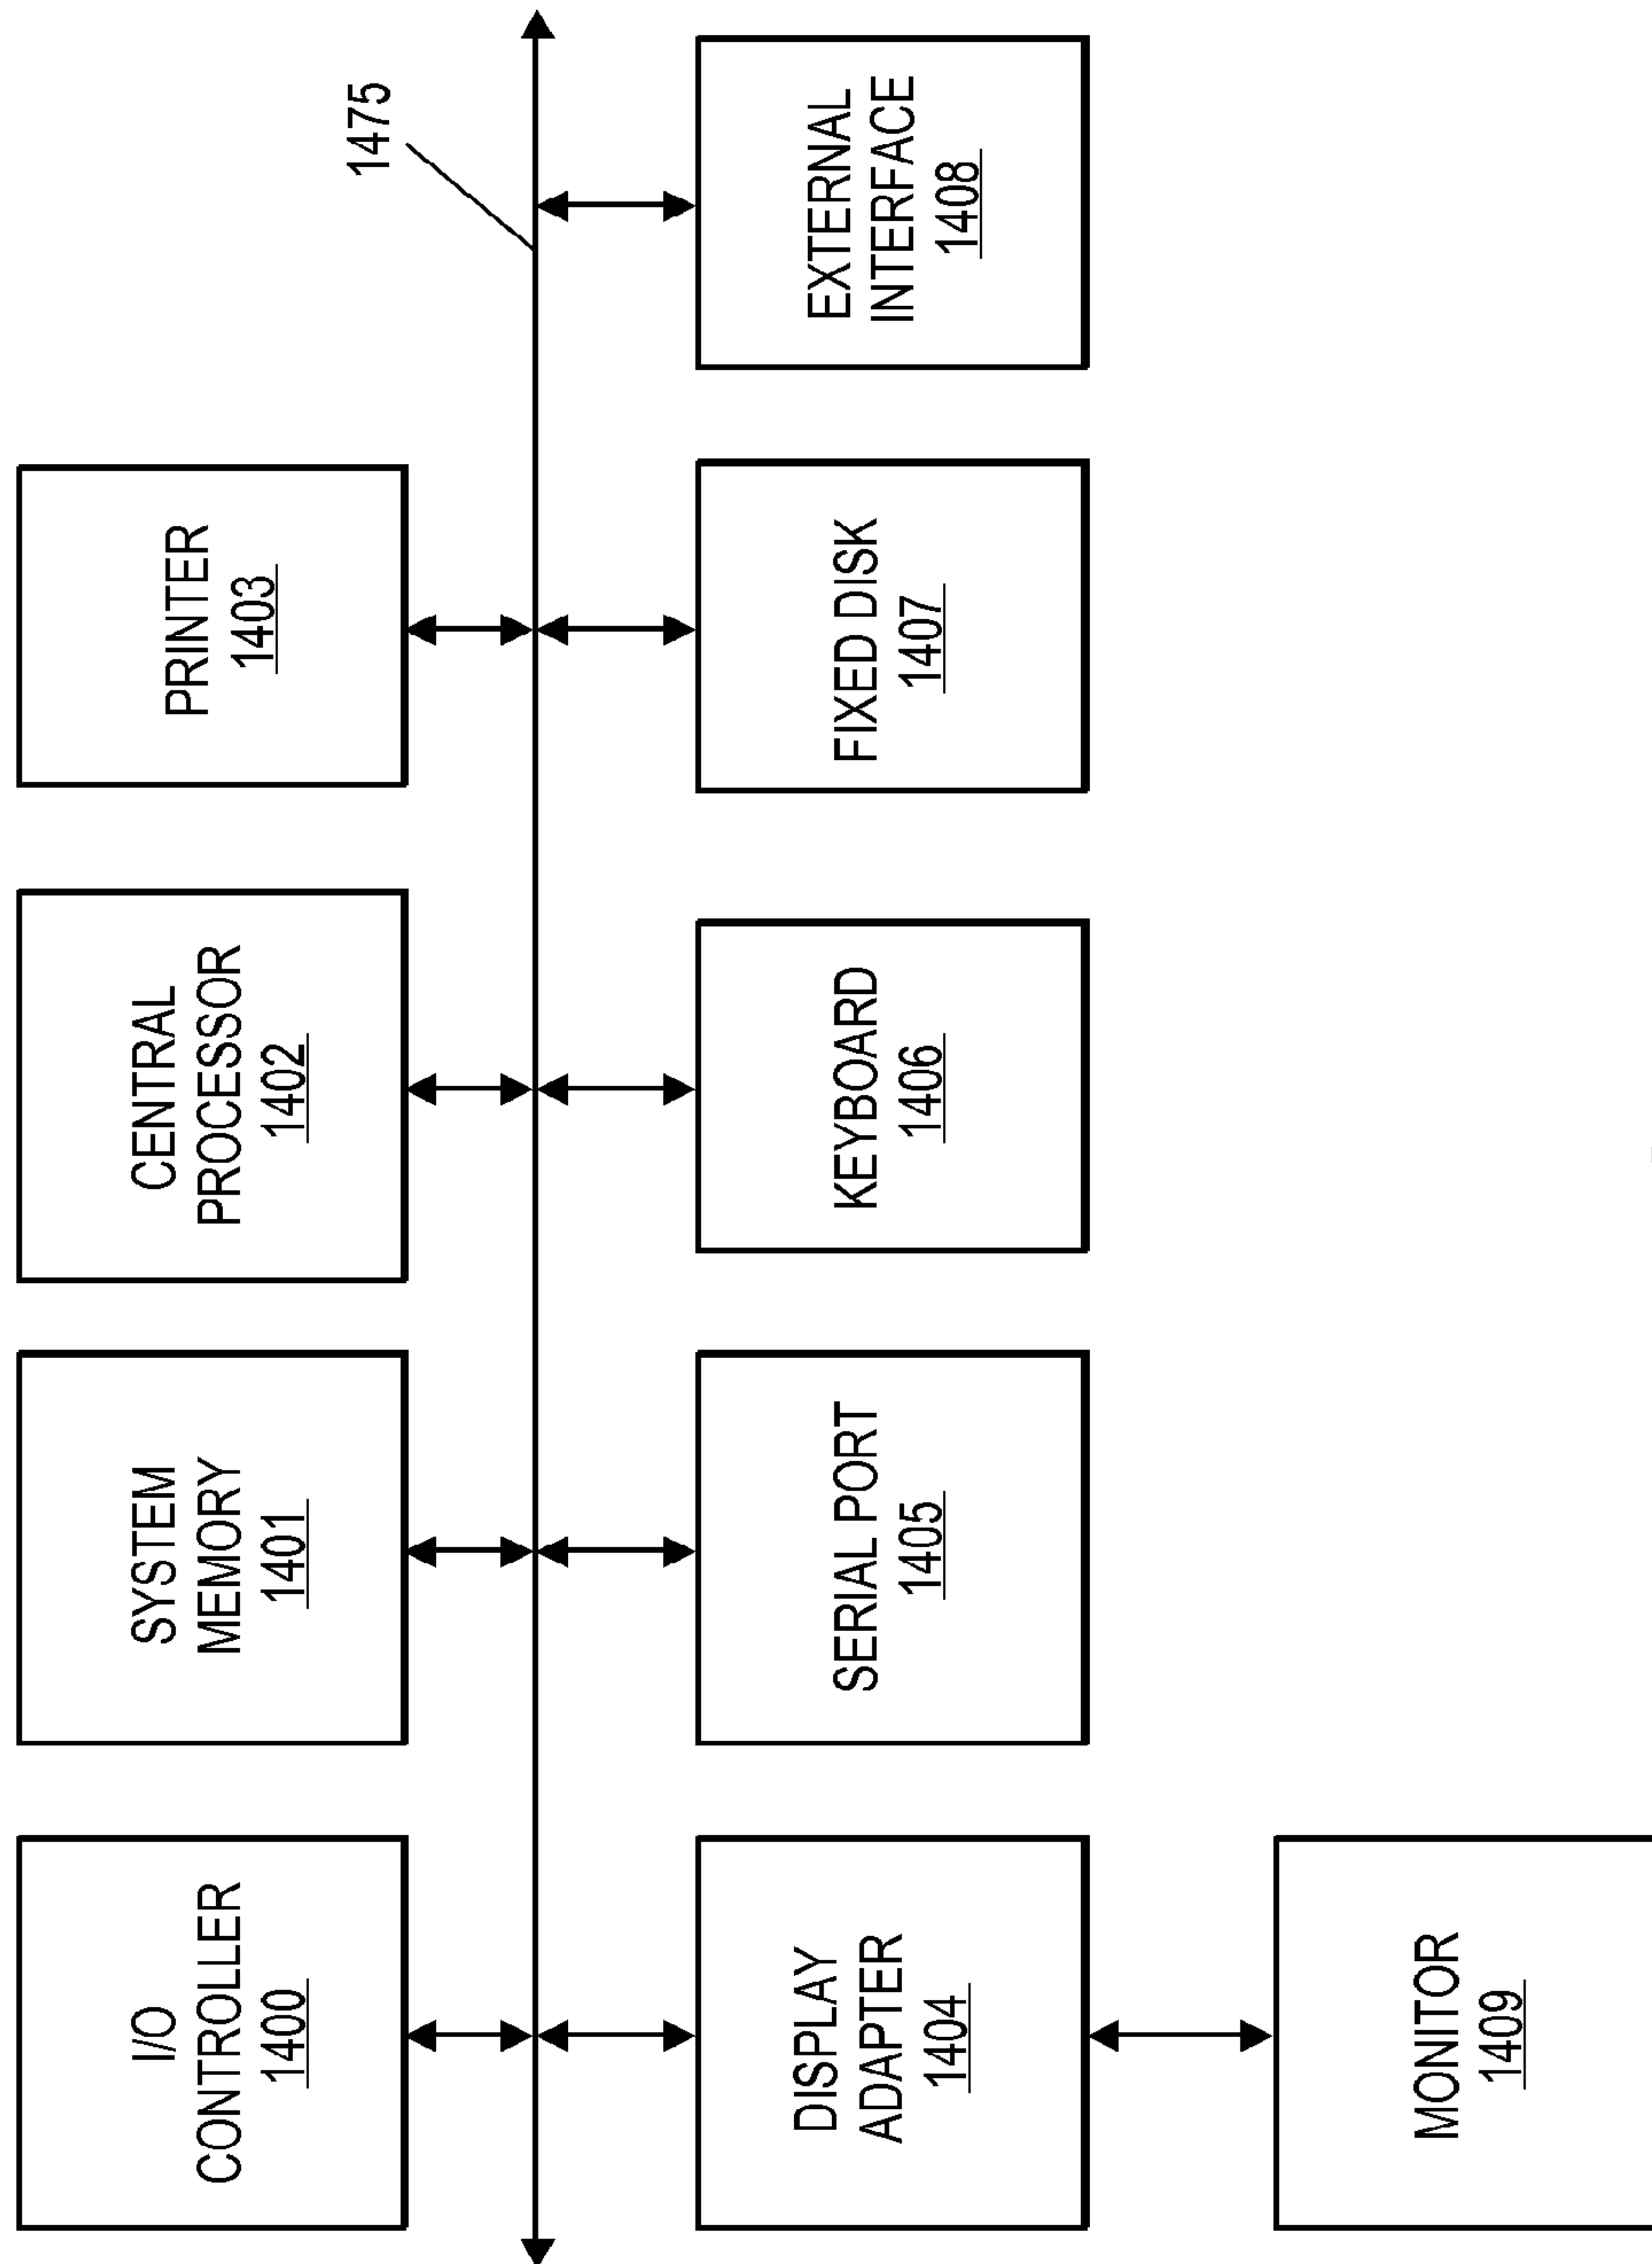 I/O
CONTROLLER
1400
SYSTEM
MEMORY
1401
CENTRAL
PROCESSOR
1402
PRINTER
1403
1475
DISPLAY
ADAPTER
1404
SERIAL PORT
1405
KEYBOARD
1406
FIXED DISK
1407
EXTERNAL
INTERFACE
1408
MONITOR
1409